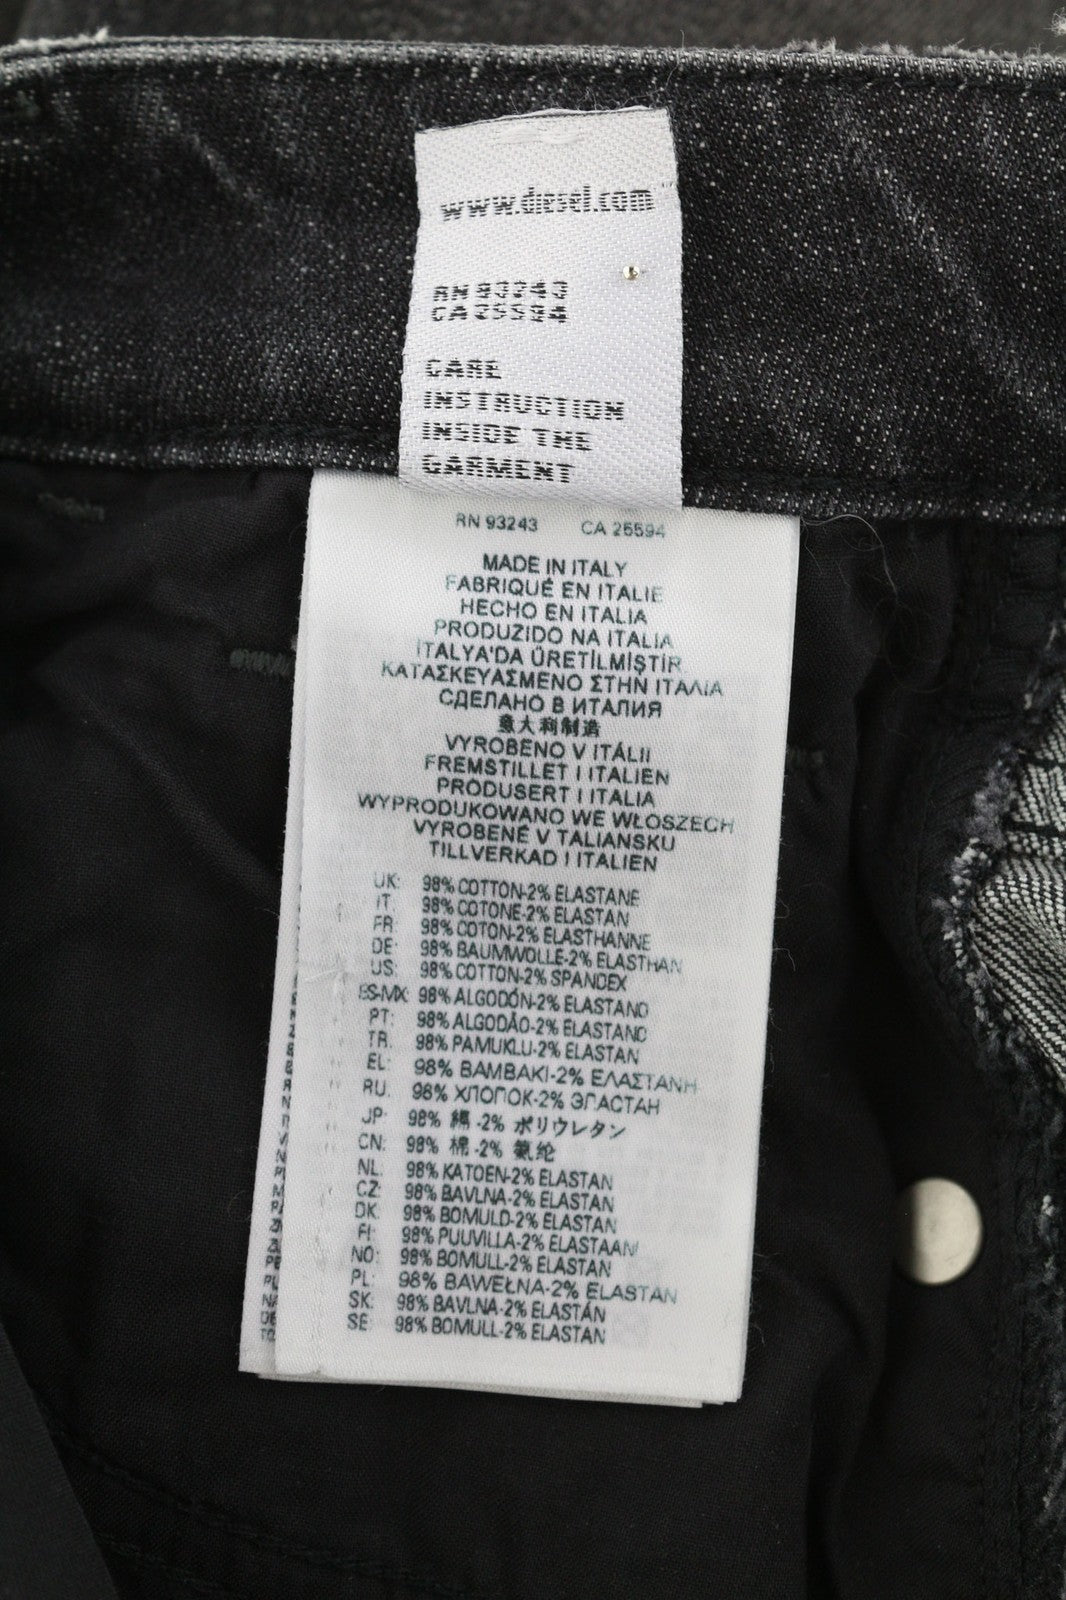 www.diesel.com
RN 93243
CA 25594
CARE
INSTRUCTION
INSIDE THE
GARMENT
RN 93243 CA 25594
MADE IN ITALY
FABRIQUÉ EN ITALIE
HECHO EN ITALIA
PRODUZIDO NA ITALIA
İTALYA'DA ÜRETİLMİŞTİR
ΚΑΤΑΣΚΕΥΑΣΜΕΝΟ ΣΤΗΝ ΙΤΑΛΙΑ
СДЕЛАНО В ИТАЛИЯ
意大利制造
VYROBENO V ITÁLII
FREMSTILLET I ITALIEN
PRODUSERT I ITALIA
WYPRODUKOWANO WE WŁOSZECH
VYROBENÉ V TALIANSKU
TILLVERKAD I ITALIEN
UK: 98% COTTON-2% ELASTANE
IT: 98% COTONE-2% ELASTAN
FR: 98% COTON-2% ELASTHANNE
DE: 98% BAUMWOLLE-2% ELASTHAN
US: 98% COTTON-2% SPANDEX
ES-MX: 98% ALGODÓN-2% ELASTANO
PT: 98% ALGODÃO-2% ELASTANO
TR: 98% PAMUKLU-2% ELASTAN
EL: 98% ΒΑΜΒΑΚΙ-2% ΕΛΑΣΤΑΝΗ
RU: 98% ХЛОПОК-2% ЭЛАСТАН
JP: 98% 綿 -2% ポリウレタン
CN: 98% 棉 -2% 氨纶
NL: 98% KATOEN-2% ELASTAN
CZ: 98% BAVLNA-2% ELASTAN
DK: 98% BOMULD-2% ELASTAN
FI: 98% PUUVILLA-2% ELASTAANI
NO: 98% BOMULL-2% ELASTAN
PL: 98% BAWEŁNA-2% ELASTAN
SK: 98% BAVLNA-2% ELASTÁN
SE: 98% BOMULL-2% ELASTAN